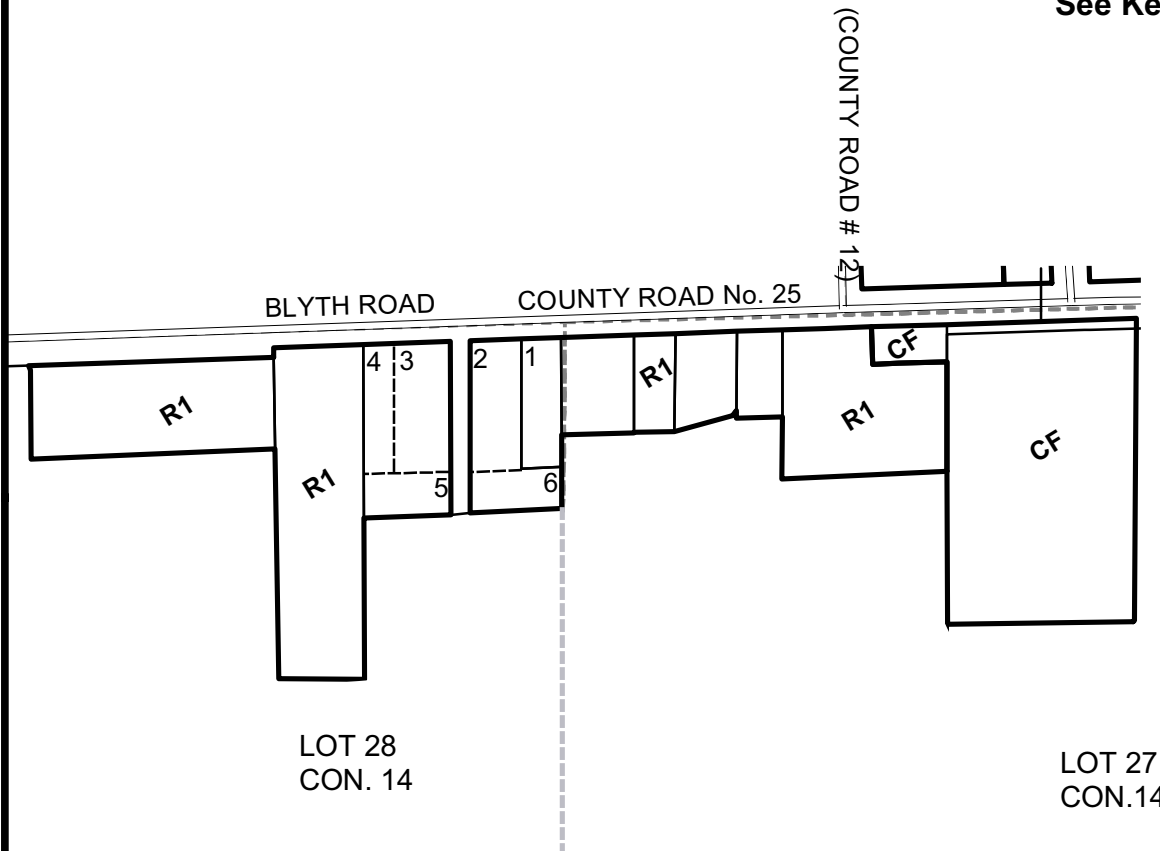 See Ke
(COUNTY ROAD # 12)
BLYTH ROAD
COUNTY ROAD No. 25
4
3
2
1
CF
R1
R1
R1
CF
R1
5
6
LOT 28
CON. 14
LOT 27
CON.14